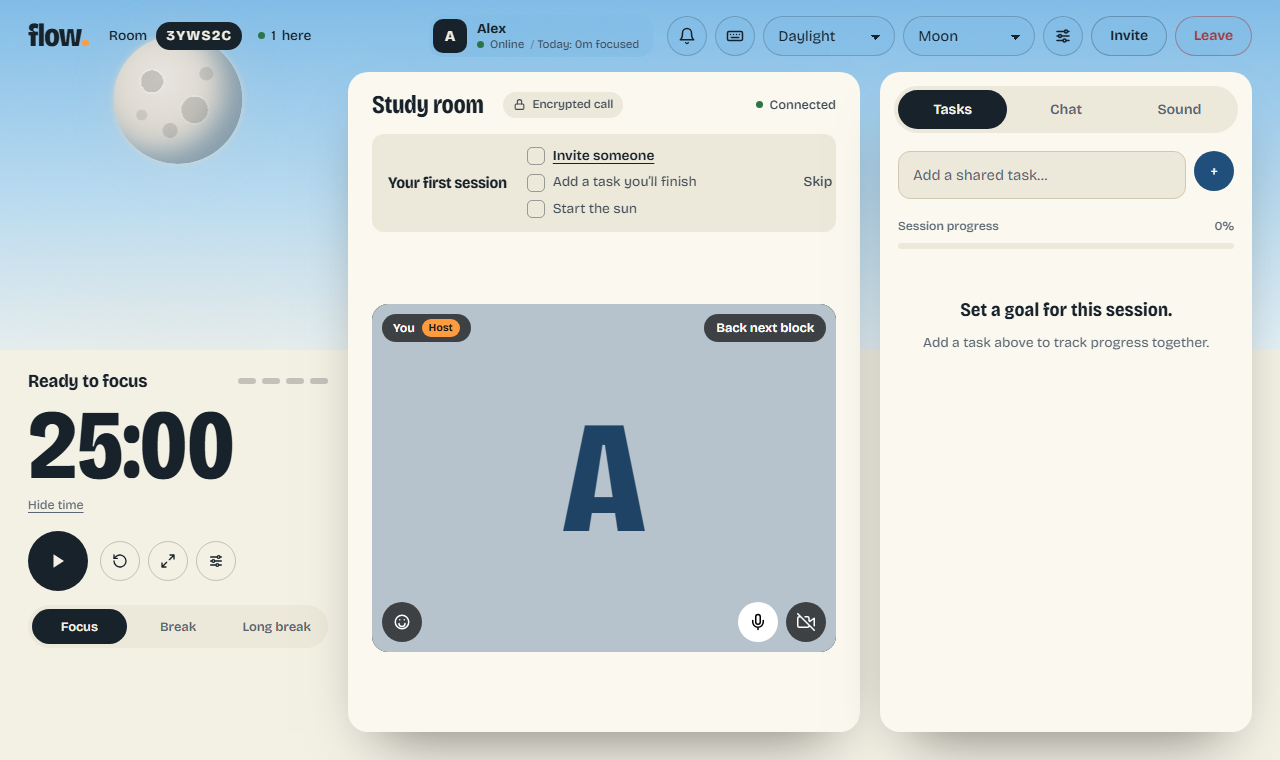 flow.
Room 3YWS2C 1 here
A
Alex
Online / Today: 0m focused
Daylight
Moon
Invite
Leave
Ready to focus
25:00
Hide time
Focus Break Long break
Study room
Encrypted call
Connected
Your first session
Invite someone
Add a task you'll finish
Start the sun
Skip
You Host
Back next block
A
Tasks Chat Sound
Add a shared task...
+
Session progress 0%
Set a goal for this session.
Add a task above to track progress together.